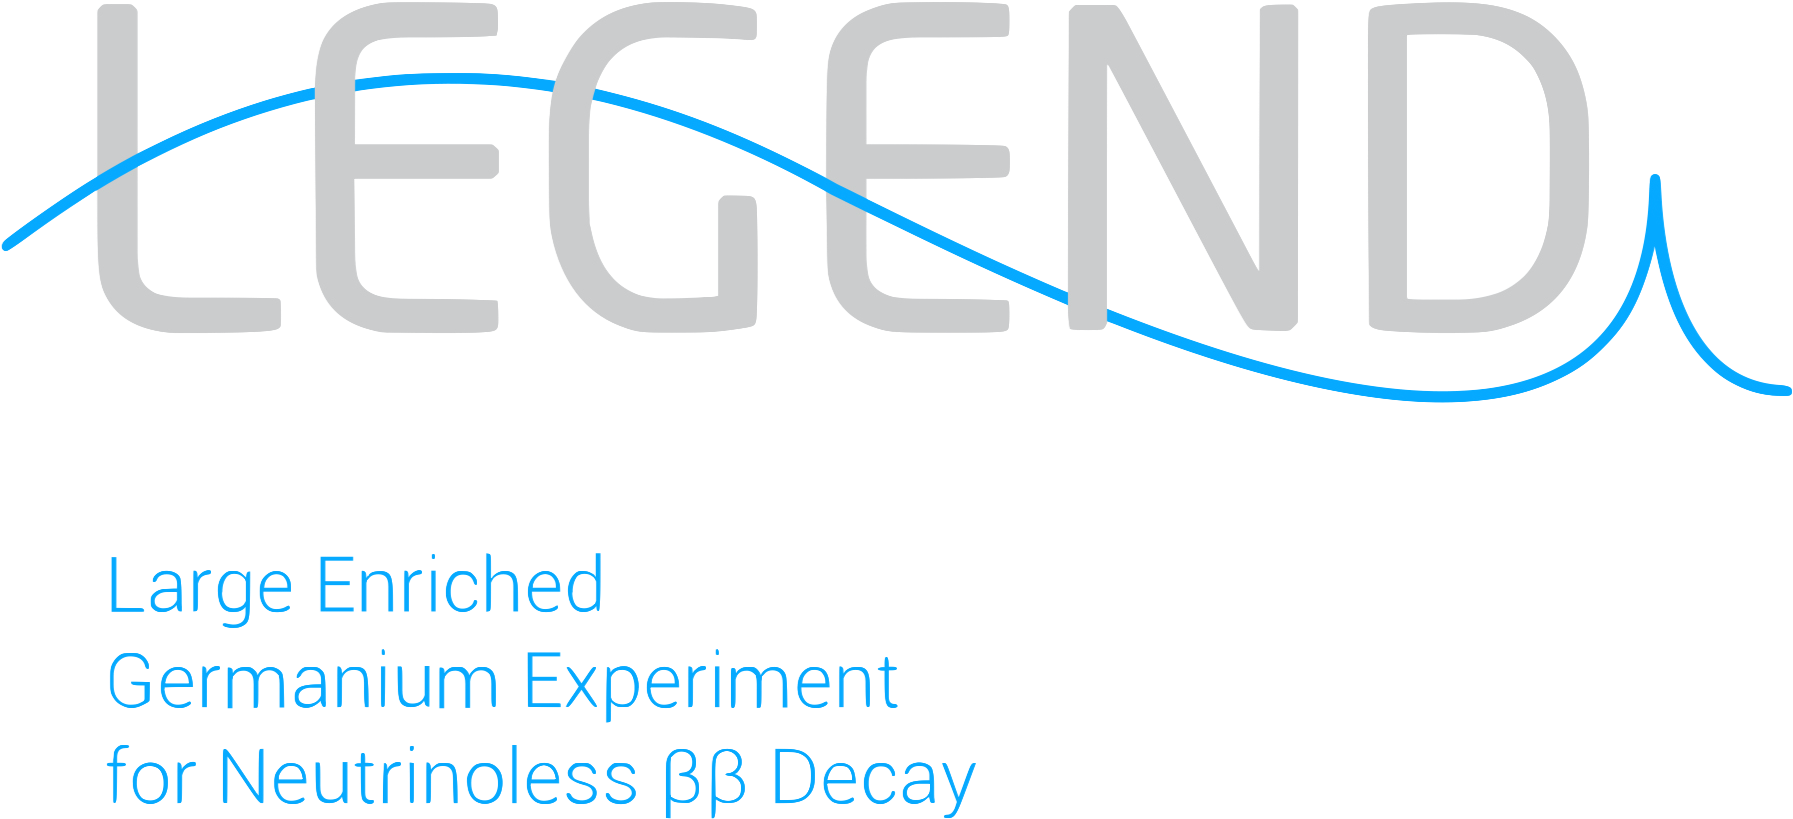 LEGEND
Large Enriched
Germanium Experiment
for Neutrinoless ββ Decay